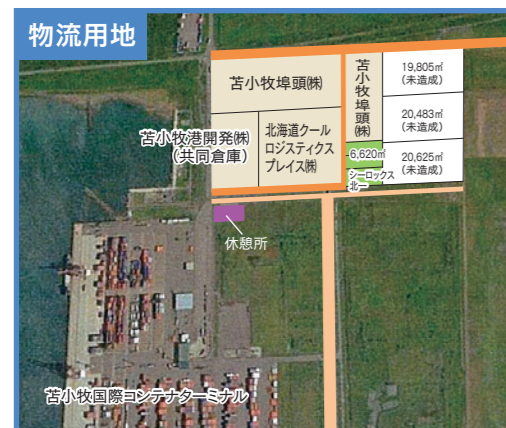 物流用地
苫小牧埠頭㈱
苫小牧港開発㈱
（共同倉庫）
北海道クール
ロジスティクス
プレイス㈱
苫小牧埠頭㈱
6,620㎡
シーロックス
北一
19,805㎡
（未造成）
20,483㎡
（未造成）
20,625㎡
（未造成）
休憩所
苫小牧国際コンテナターミナル